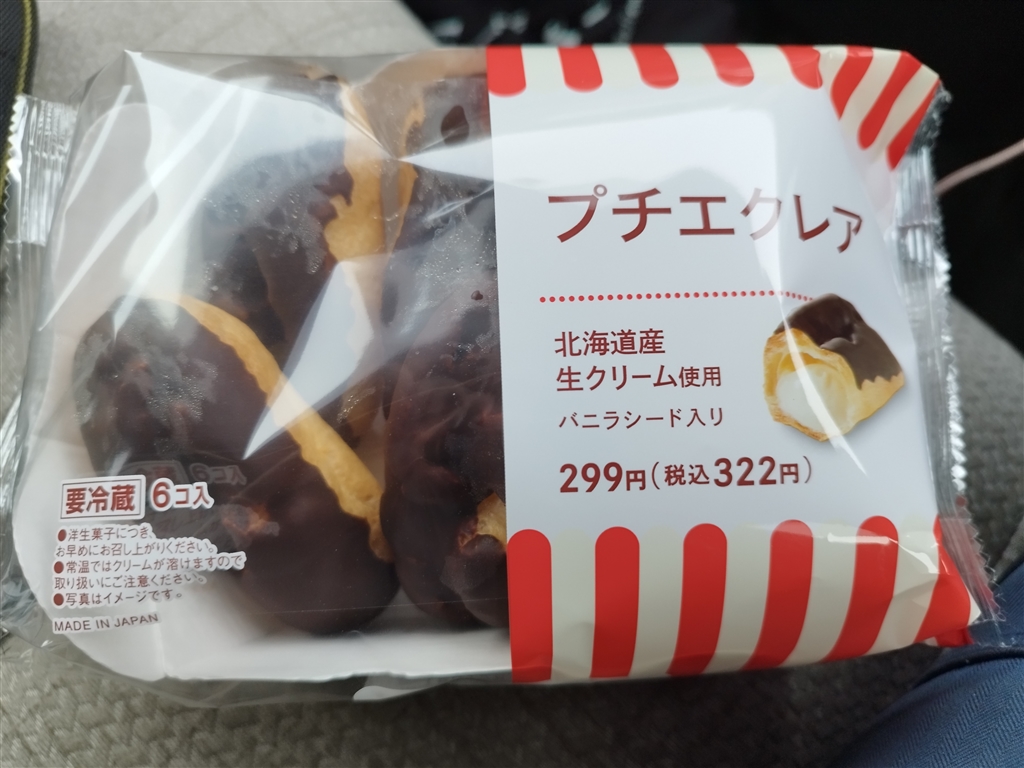 プチエクレア
北海道産
生クリーム使用
バニラシード入り
299円(税込322円)
要冷蔵 6コ入
●洋生菓子につき、
お早めにお召し上がりください。
●常温ではクリームが溶けますので
取り扱いにご注意ください。
●写真はイメージです。
MADE IN JAPAN